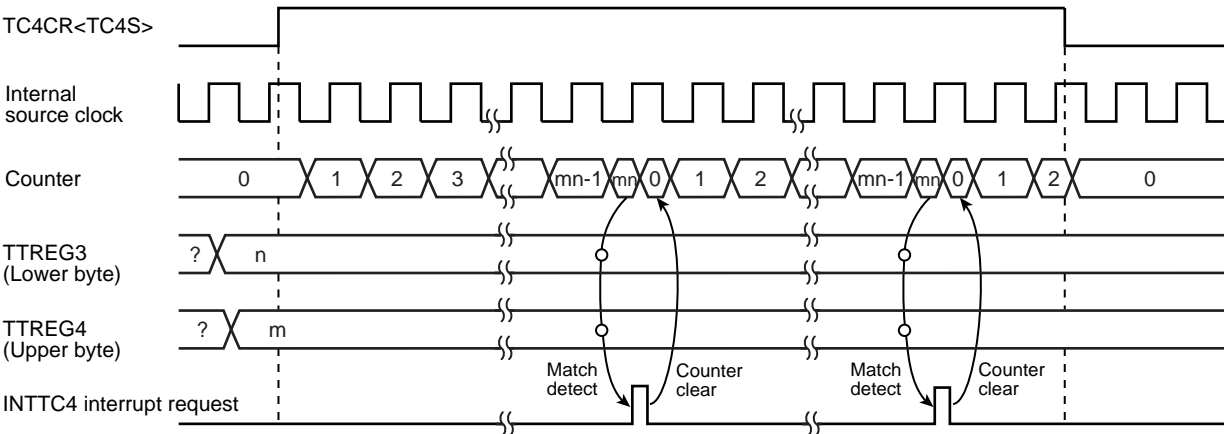 TC4CR<TC4S>
Internal
source clock
Counter
0 1 2 3 mn-1 mn 0 1 2 mn-1 mn 0 1 2 0
TTREG3
(Lower byte)
? n
TTREG4
(Upper byte)
? m
Match
detect
Counter
clear
Match
detect
Counter
clear
INTTC4 interrupt request